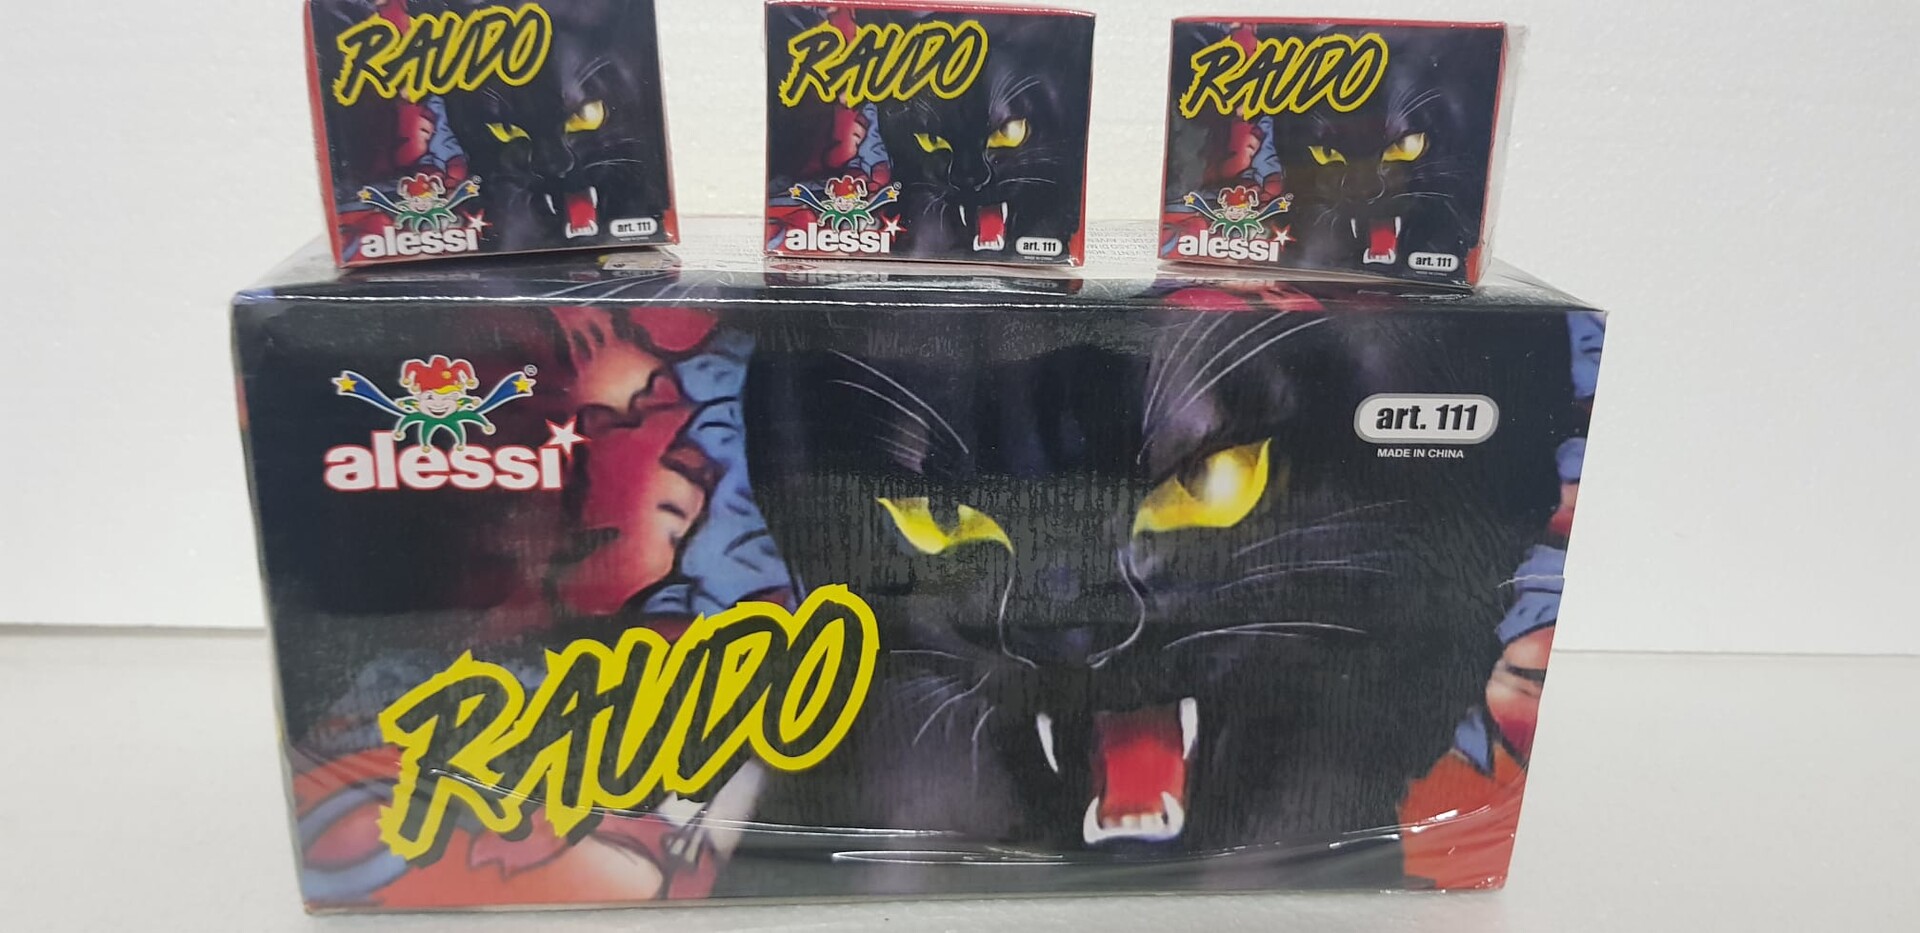 RAUDO
alessi
art. 111
RAUDO
alessi
art. 111
RAUDO
alessi
art. 111
®
alessi
art. 111
MADE IN CHINA
RAUDO